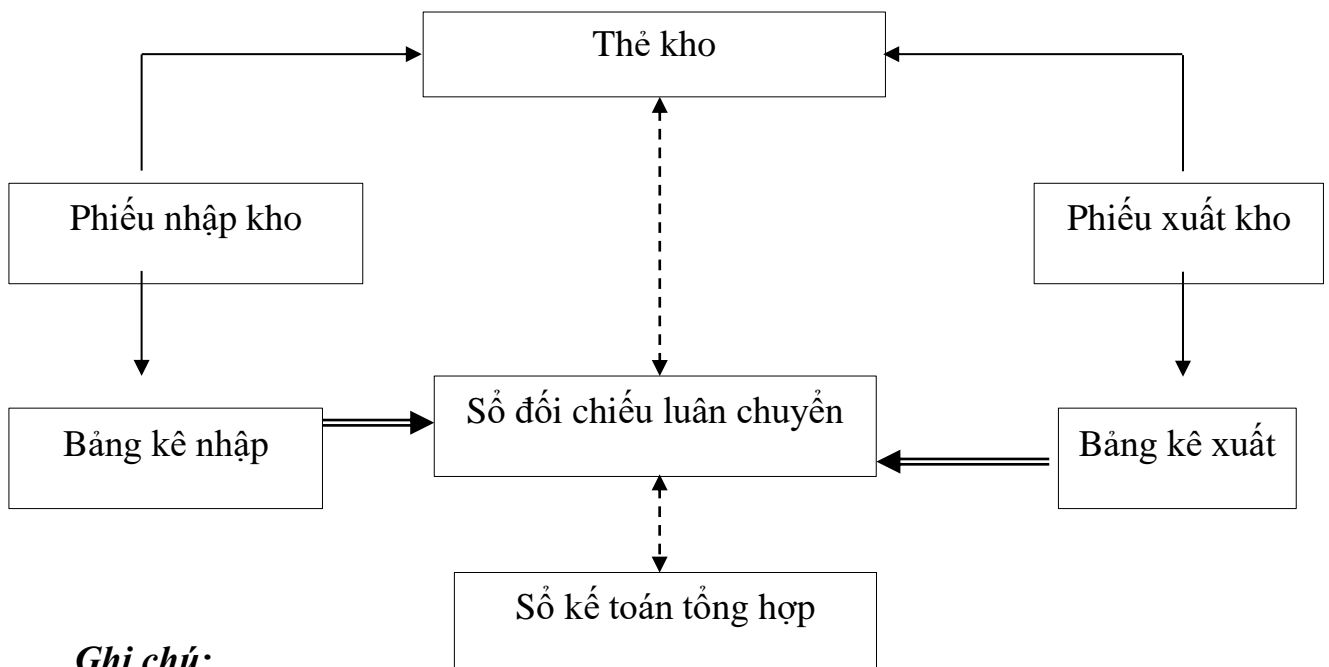 Thẻ kho
Phiếu nhập kho
Phiếu xuất kho
Sổ đối chiếu luân chuyển
Bảng kê nhập
Bảng kê xuất
Sổ kế toán tổng hợp
Ghi chú: